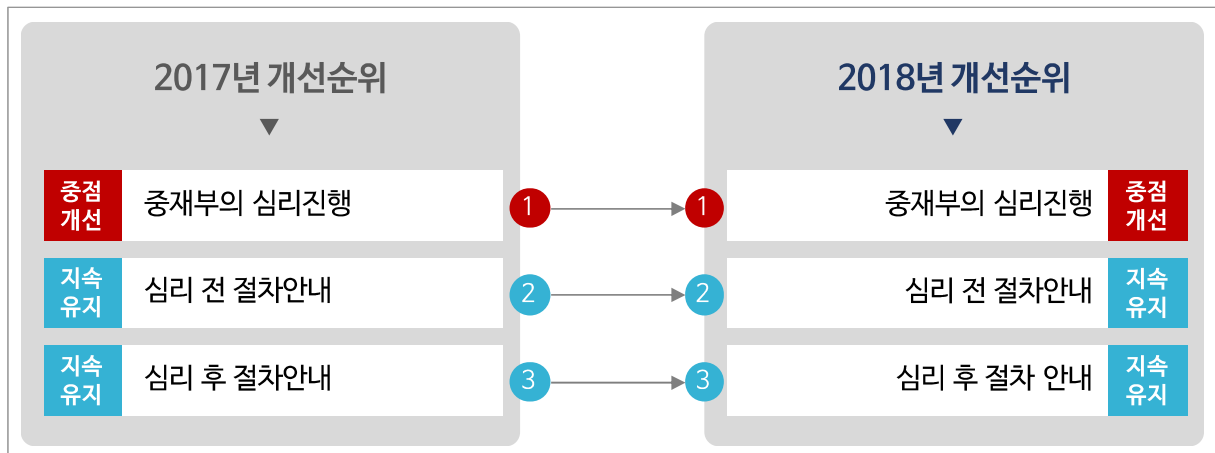 2017년 개선순위
▼
중점
개선
중재부의 심리진행
1
지속
유지
심리 전 절차안내
2
지속
유지
심리 후 절차안내
3
2018년 개선순위
▼
1
중재부의 심리진행
중점
개선
2
심리 전 절차안내
지속
유지
3
심리 후 절차 안내
지속
유지